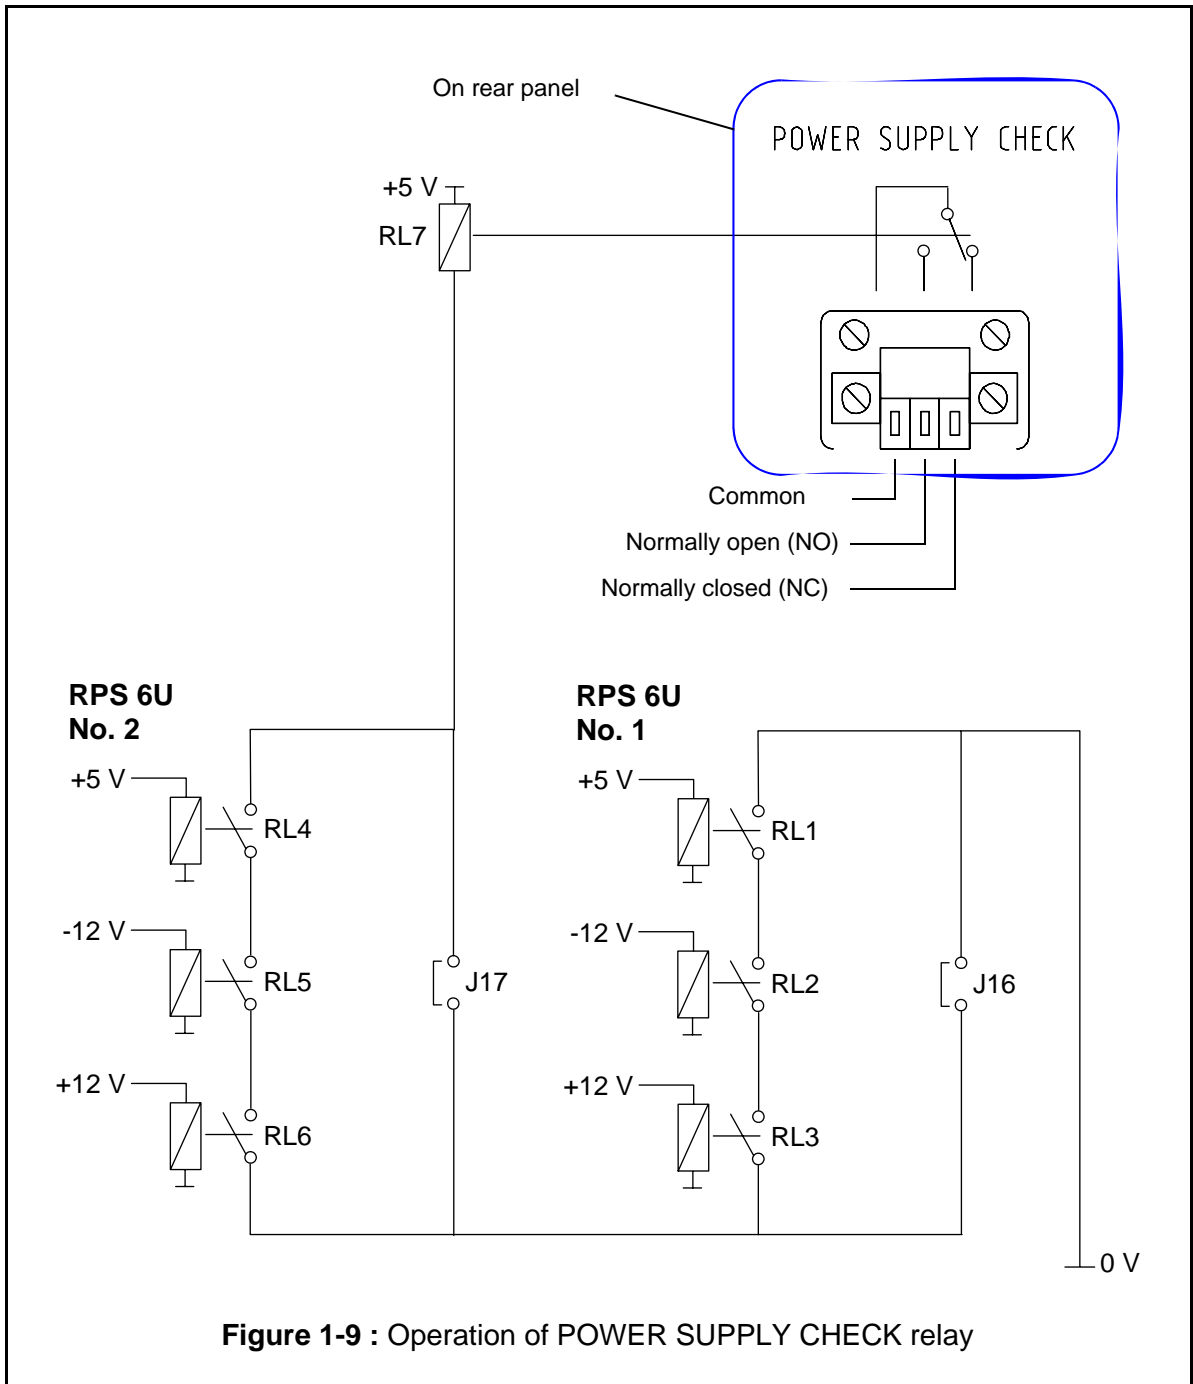 On rear panel
POWER SUPPLY CHECK
+5 V
RL7
Common
Normally open (NO)
Normally closed (NC)
RPS 6U
No. 2
+5 V
RL4
-12 V
RL5
J17
+12 V
RL6
RPS 6U
No. 1
+5 V
RL1
-12 V
RL2
J16
+12 V
RL3
0 V
Figure 1-9 : Operation of POWER SUPPLY CHECK relay